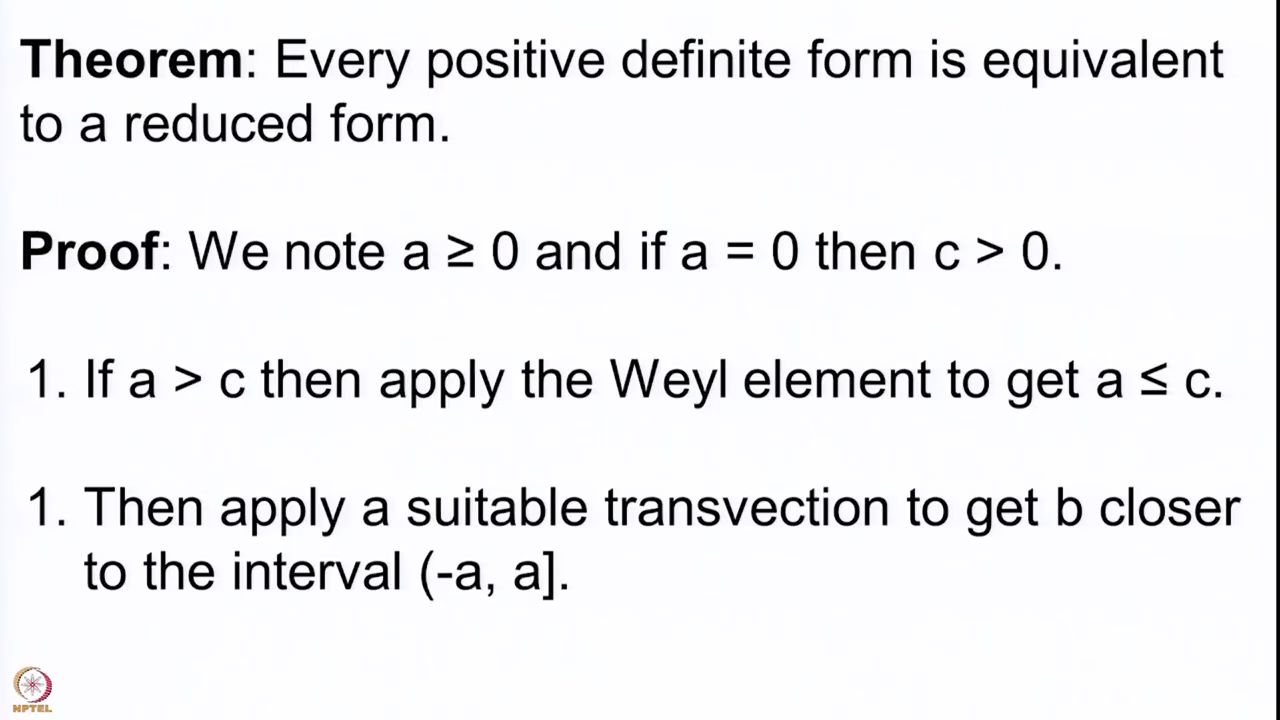 Theorem: Every positive definite form is equivalent
to a reduced form.
Proof: We note a ≥ 0 and if a = 0 then c > 0.
1. If a > c then apply the Weyl element to get a ≤ c.
1. Then apply a suitable transvection to get b closer
to the interval (-a, a].
NPTEL